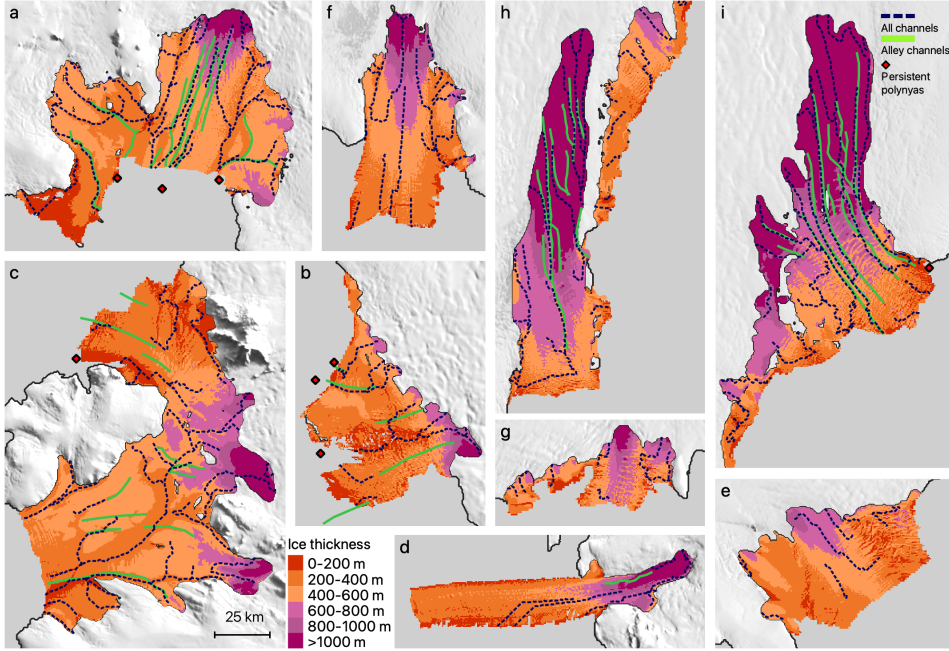 a
f
h
i
All channels
Alley channels
Persistent
polynyas
c
b
g
e
d
Ice thickness
0-200 m
200-400 m
400-600 m
600-800 m
800-1000 m
>1000 m
25 km